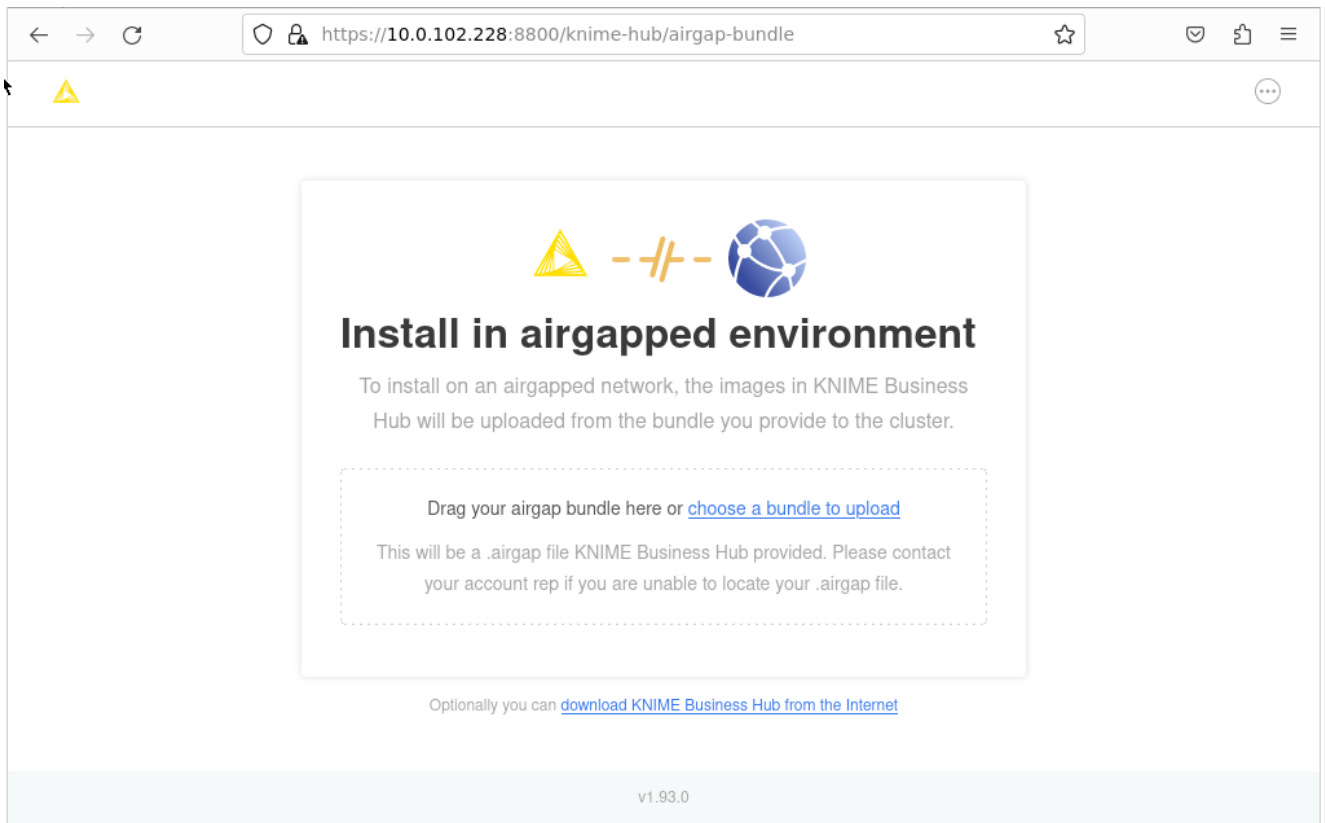 https://10.0.102.228:8800/knime-hub/airgap-bundle
Install in airgapped environment
To install on an airgapped network, the images in KNIME Business
Hub will be uploaded from the bundle you provide to the cluster.
Drag your airgap bundle here or choose a bundle to upload
This will be a .airgap file KNIME Business Hub provided. Please contact
your account rep if you are unable to locate your .airgap file.
Optionally you can download KNIME Business Hub from the Internet
v1.93.0